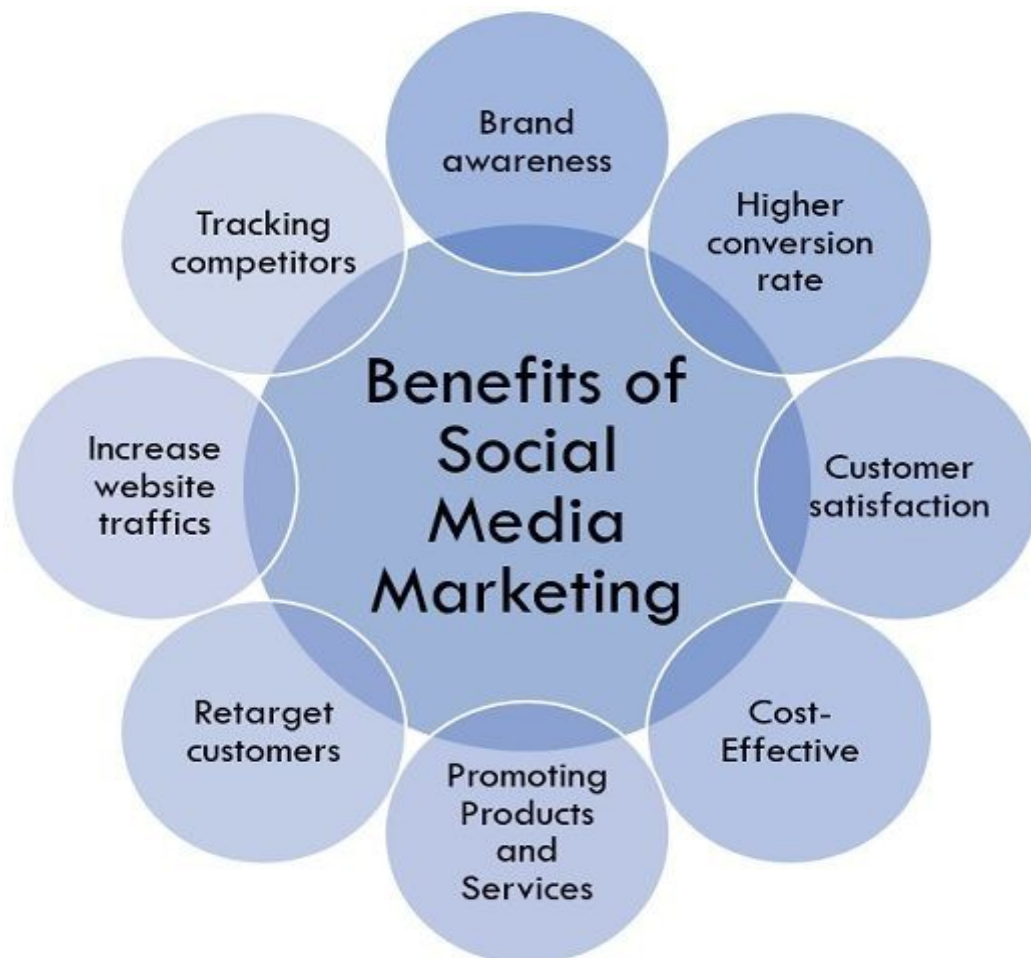 Benefits of
Social
Media
Marketing
Brand
awareness
Higher
conversion
rate
Customer
satisfaction
Cost-
Effective
Promoting
Products
and
Services
Retarget
customers
Increase
website
traffics
Tracking
competitors